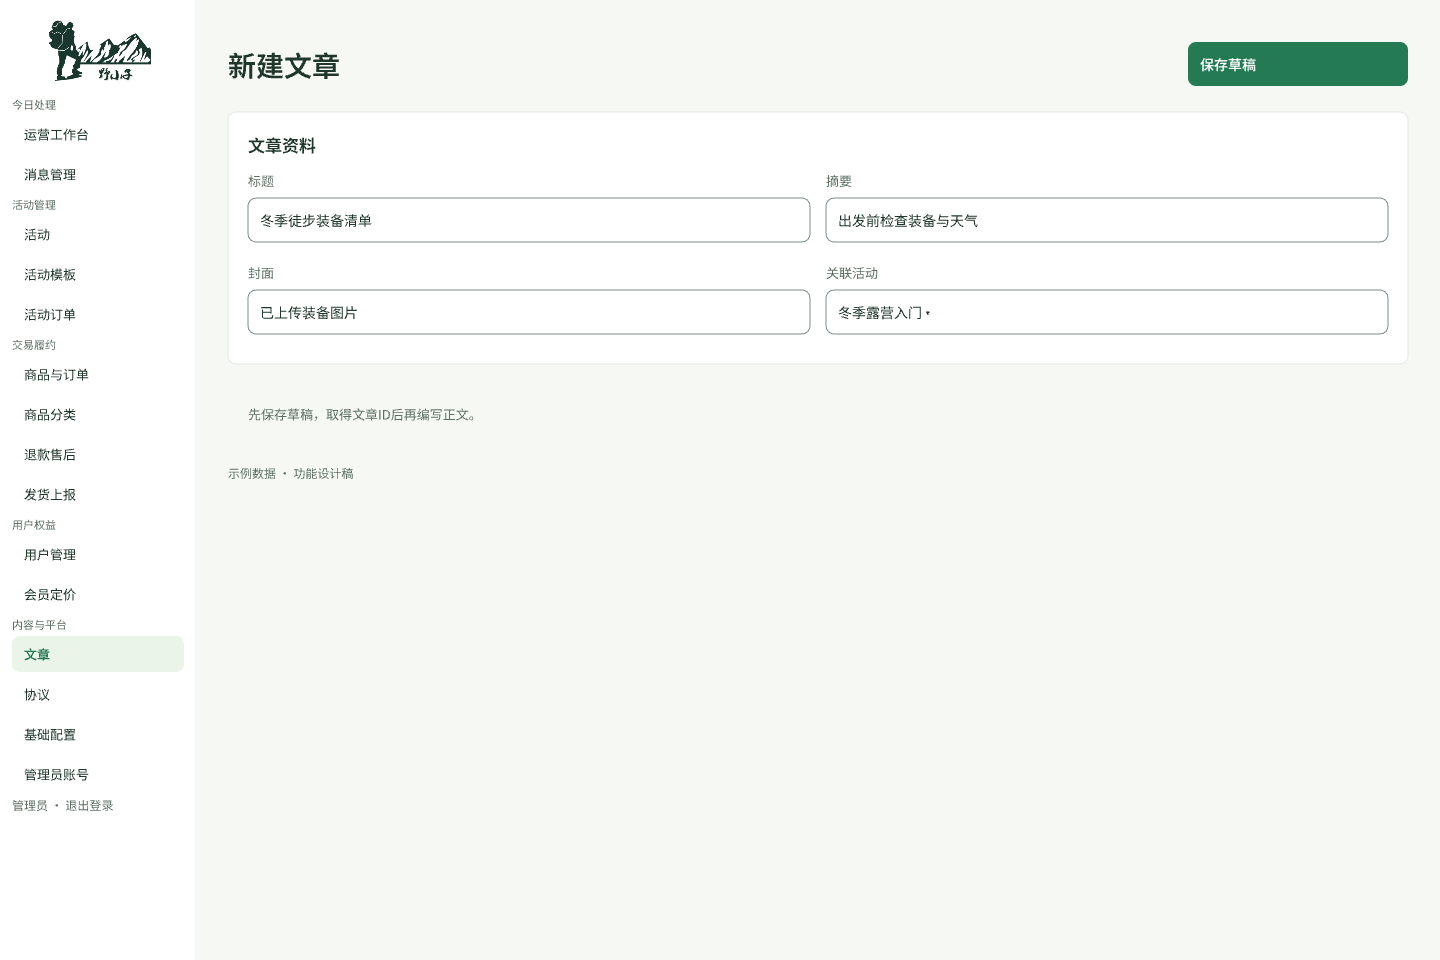 野小子
今日处理
运营工作台
消息管理
活动管理
活动
活动模板
活动订单
交易履约
商品与订单
商品分类
退款售后
发货上报
用户权益
用户管理
会员定价
内容与平台
文章
协议
基础配置
管理员账号
管理员 · 退出登录
新建文章
保存草稿
文章资料
标题
摘要
冬季徒步装备清单
出发前检查装备与天气
封面
关联活动
已上传装备图片
冬季露营入门 ▾
先保存草稿，取得文章ID后再编写正文。
示例数据 · 功能设计稿